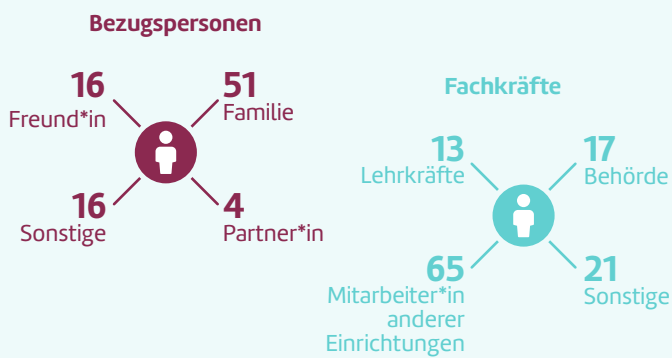 Bezugspersonen
16
Freund*in
51
Familie
16
Sonstige
4
Partner*in
Fachkräfte
13
Lehrkräfte
17
Behörde
65
Mitarbeiter*in
anderer
Einrichtungen
21
Sonstige